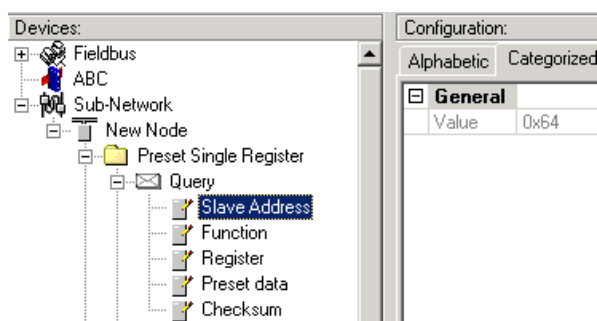 Devices:
Fieldbus
ABC
Sub-Network
New Node
Preset Single Register
Query
Slave Address
Function
Register
Preset data
Checksum
Configuration:
Alphabetic Categorized
General
Value 0x64